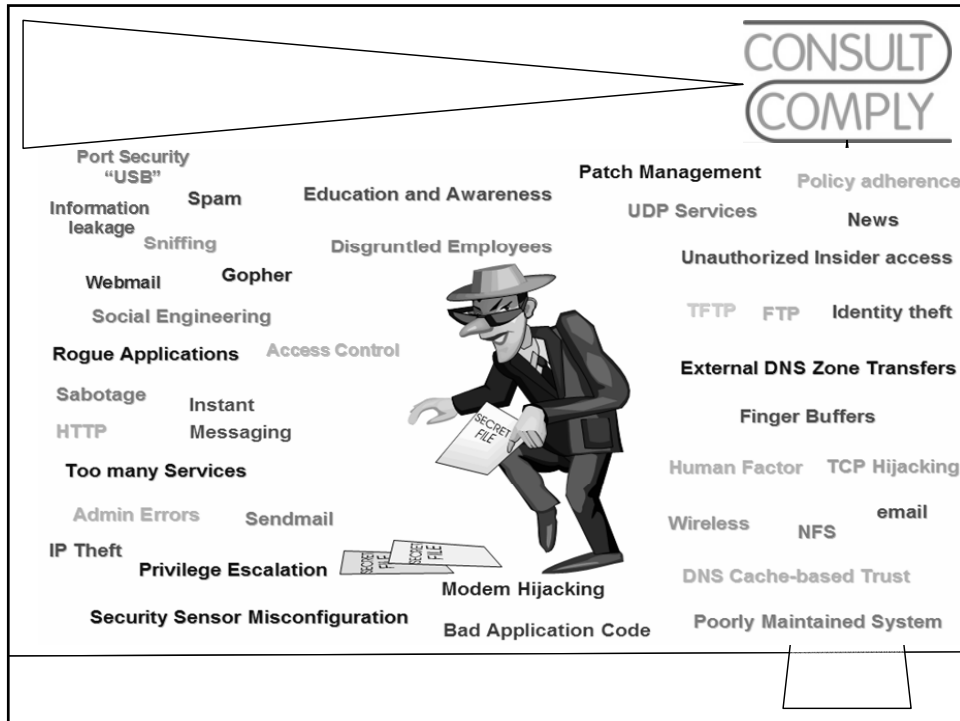 CONSULT
COMPLY
Port Security
“USB”
Patch Management
Policy adherence
Information
leakage
Spam
Education and Awareness
UDP Services
News
Sniffing
Disgruntled Employees
Unauthorized Insider access
Webmail
Gopher
Social Engineering
TFTP
FTP
Identity theft
Rogue Applications
Access Control
External DNS Zone Transfers
Sabotage
Instant
Messaging
HTTP
SECRET
FILE
Finger Buffers
Too many Services
Human Factor
TCP Hijacking
Admin Errors
Sendmail
Wireless
NFS
email
IP Theft
Privilege Escalation
SECRET
FILE
SECRET
FILE
Modem Hijacking
DNS Cache-based Trust
Security Sensor Misconfiguration
Bad Application Code
Poorly Maintained System